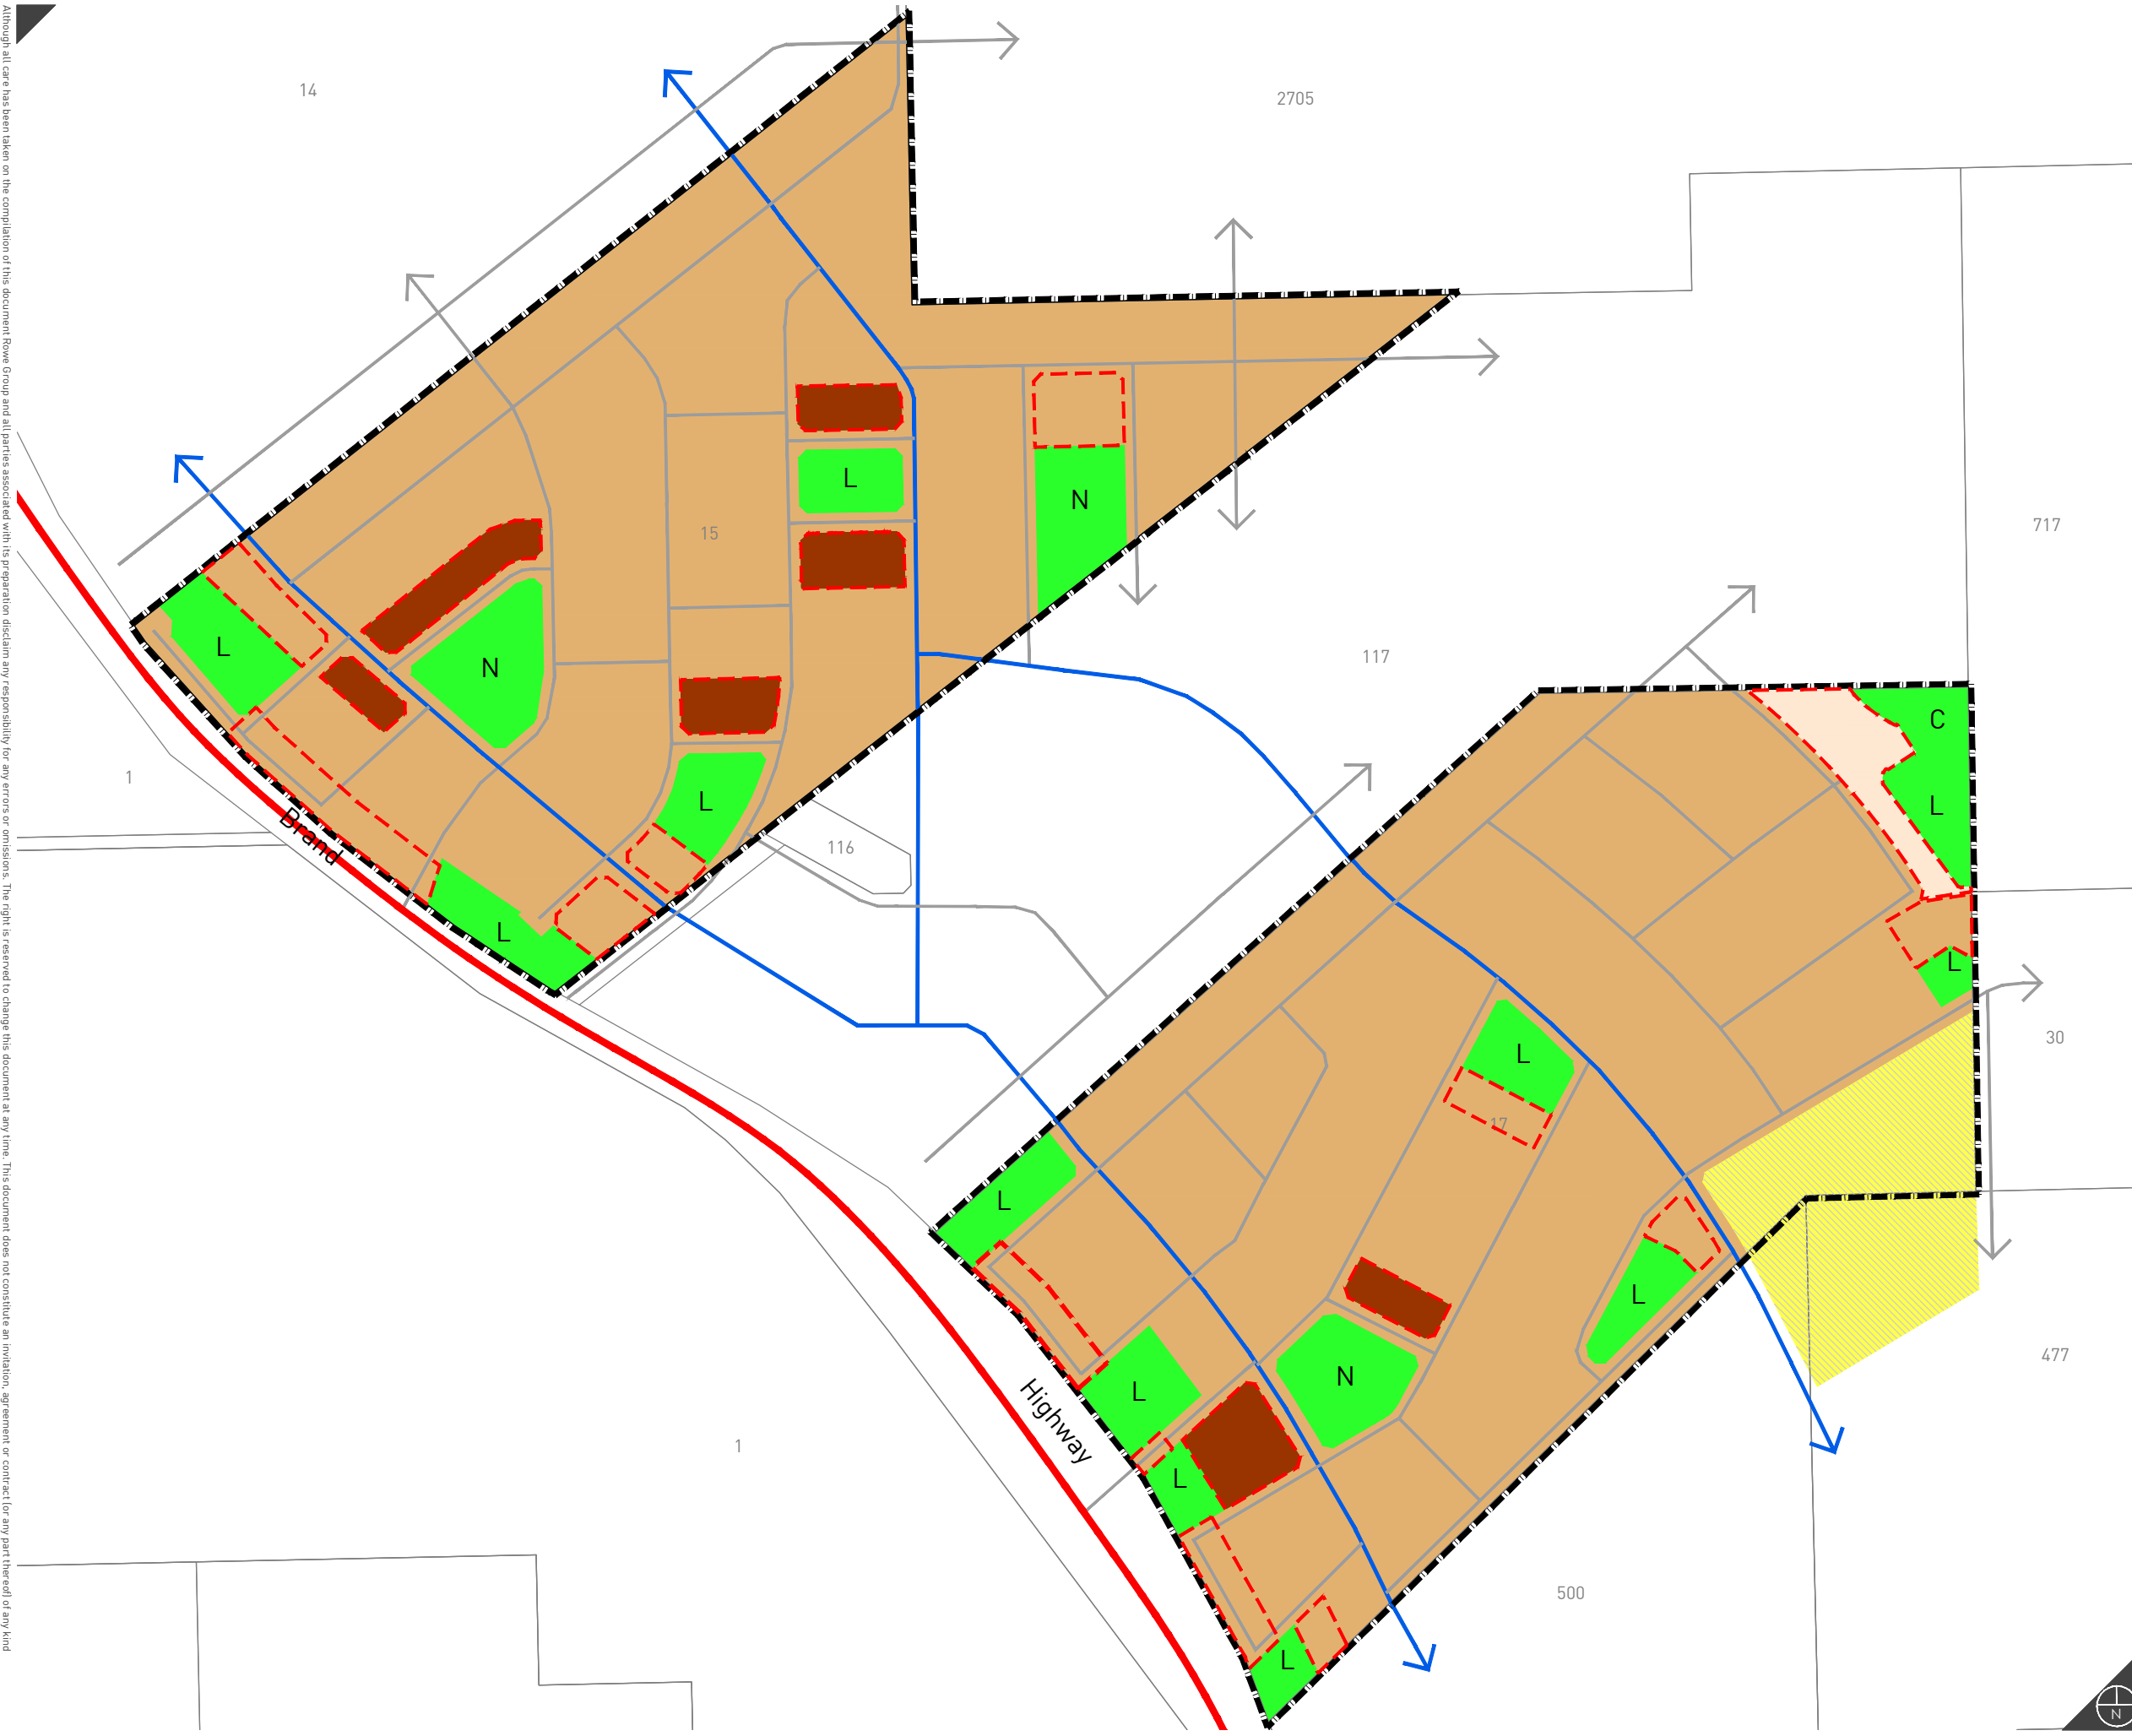 Although all care has been taken on the compilation of this document Rowe Group and all parties associated with its preparation disclaim any responsibility for any errors or omissions. The right is reserved to change this document at any time. This document does not constitute an invitation, agreement or contract (or any part thereof) of any kind
14
2705
L
15
N
717
L
N
117
C
1
L
L
Brand
116
L
L
30
L
17
L
L
477
N
L
Highway
1
L
500
L
N